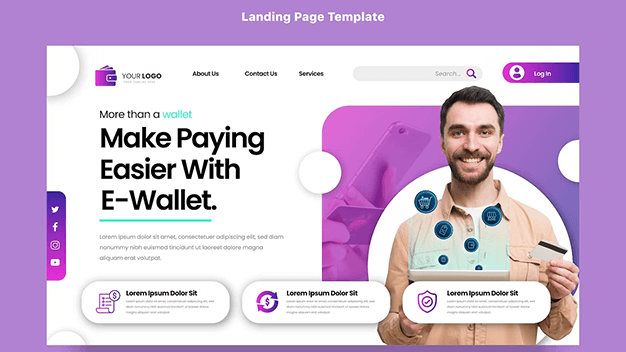 Landing Page Template
YOUR LOGO
About Us
Contact Us
Services
Search...
Log In
More than a wallet
Make Paying
Easier With
E-Wallet.
Lorem ipsum dolor sit amet, consectetuer adipiscing elit, sed diam
nonummy nibh euismod tincidunt ut laoreet dolore magna aliquam
erat volutpat.
Lorem Ipsum Dolor Sit
Lorem Ipsum Dolor Sit
Lorem Ipsum Dolor Sit